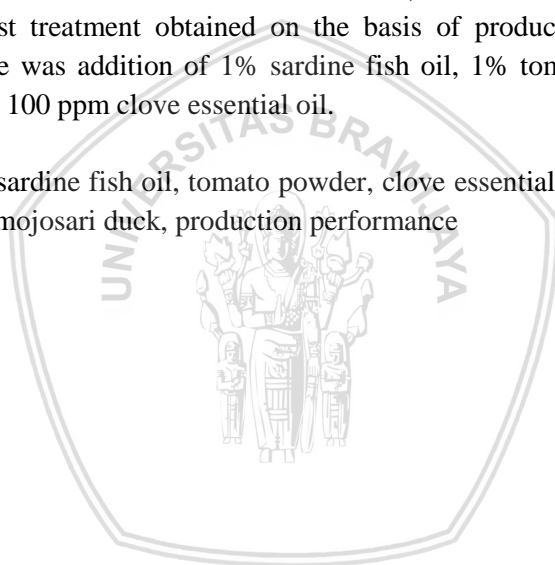 st treatment obtained on the basis of produc
e was addition of 1% sardine fish oil, 1% ton
100 ppm clove essential oil.
sardine fish oil, tomato powder, clove essential
mojosari duck, production performance
UNIVERSITAS BRAWIJAYA